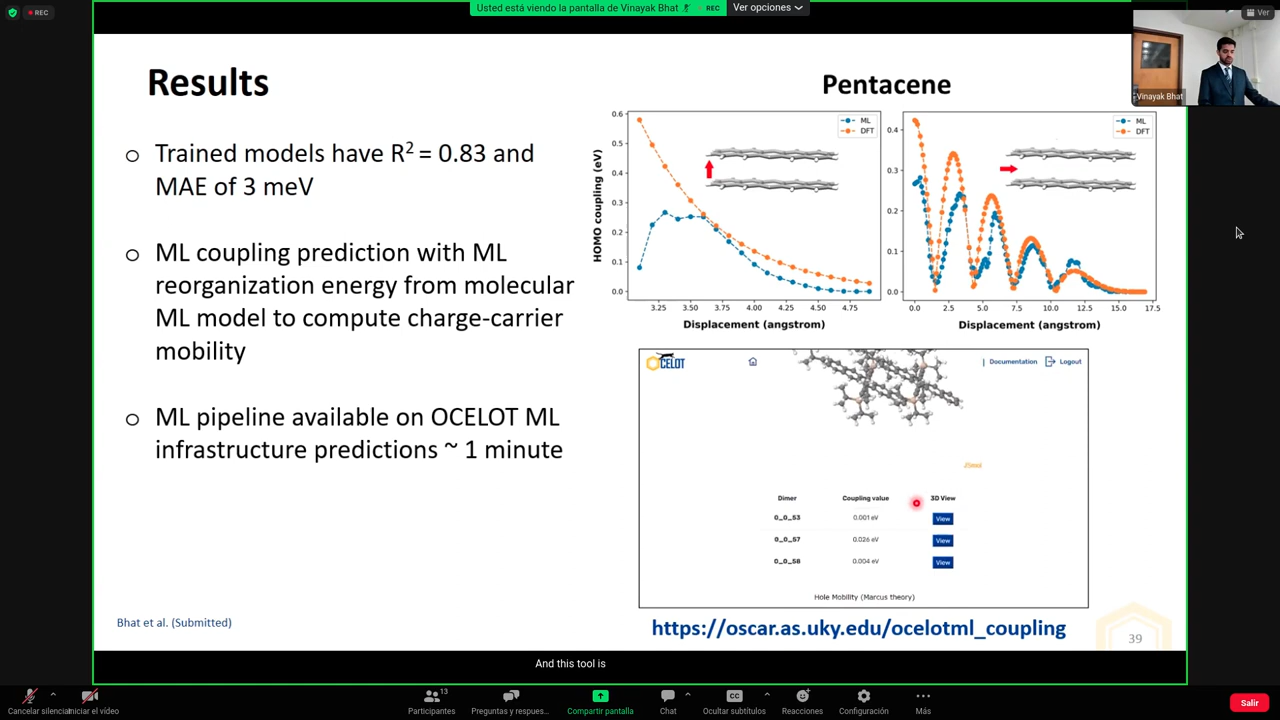 REC
Usted está viendo la pantalla de Vinayak Bhat
REC
Ver opciones
Ver
Vinayak Bhat
Results
o Trained models have R² = 0.83 and
MAE of 3 meV
o ML coupling prediction with ML
reorganization energy from molecular
ML model to compute charge-carrier
mobility
o ML pipeline available on OCELOT ML
infrastructure predictions ~ 1 minute
Bhat et al. (Submitted)
Pentacene
HOMO coupling (eV)
0.6
0.5
0.4
0.3
0.2
0.1
0.0
ML
DFT
3.25 3.50 3.75 4.00 4.25 4.50 4.75
Displacement (angstrom)
0.4
0.3
0.2
0.1
0.0
ML
DFT
0.0 2.5 5.0 7.5 10.0 12.5 15.0 17.5
Displacement (angstrom)
OCELOT
| Documentation Logout
Dimer Coupling value 3D View
0_0_53 0.001 eV View
0_0_57 0.026 eV View
0_0_58 0.004 eV View
Hole Mobility (Marcus theory)
https://oscar.as.uky.edu/ocelotml_coupling
39
And this tool is
Cancelar silencia
Iniciar el vídeo
13
Participantes
Preguntas y respues...
Compartir pantalla
Chat
CC
Ocultar subtítulos
Reacciones
Configuración
Más
Salir